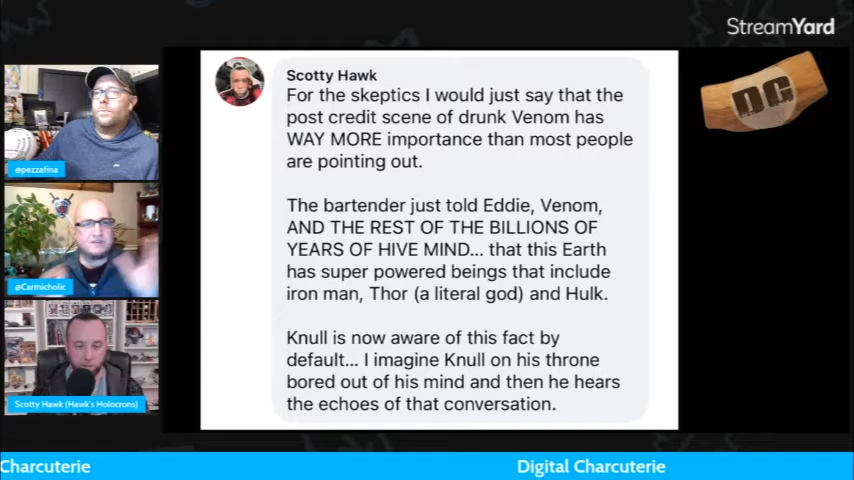 StreamYard
Scotty Hawk
For the skeptics I would just say that the
post credit scene of drunk Venom has
WAY MORE importance than most people
are pointing out.
The bartender just told Eddie, Venom,
AND THE REST OF THE BILLIONS OF
YEARS OF HIVE MIND... that this Earth
has super powered beings that include
iron man, Thor (a literal god) and Hulk.
Knull is now aware of this fact by
default... I imagine Knull on his throne
bored out of his mind and then he hears
the echoes of that conversation.
DG
@pezzafina
@Carmicholic
Scotty Hawk (Hawk's Holocrons)
Charcuterie
Digital Charcuterie